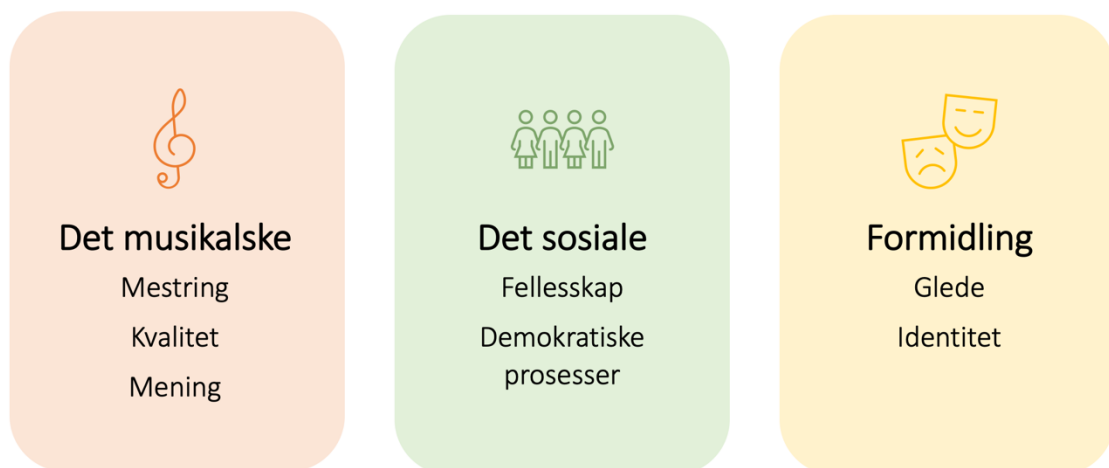 Det musikalske
Mestring
Kvalitet
Mening
Det sosiale
Fellesskap
Demokratiske
prosesser
Formidling
Glede
Identitet